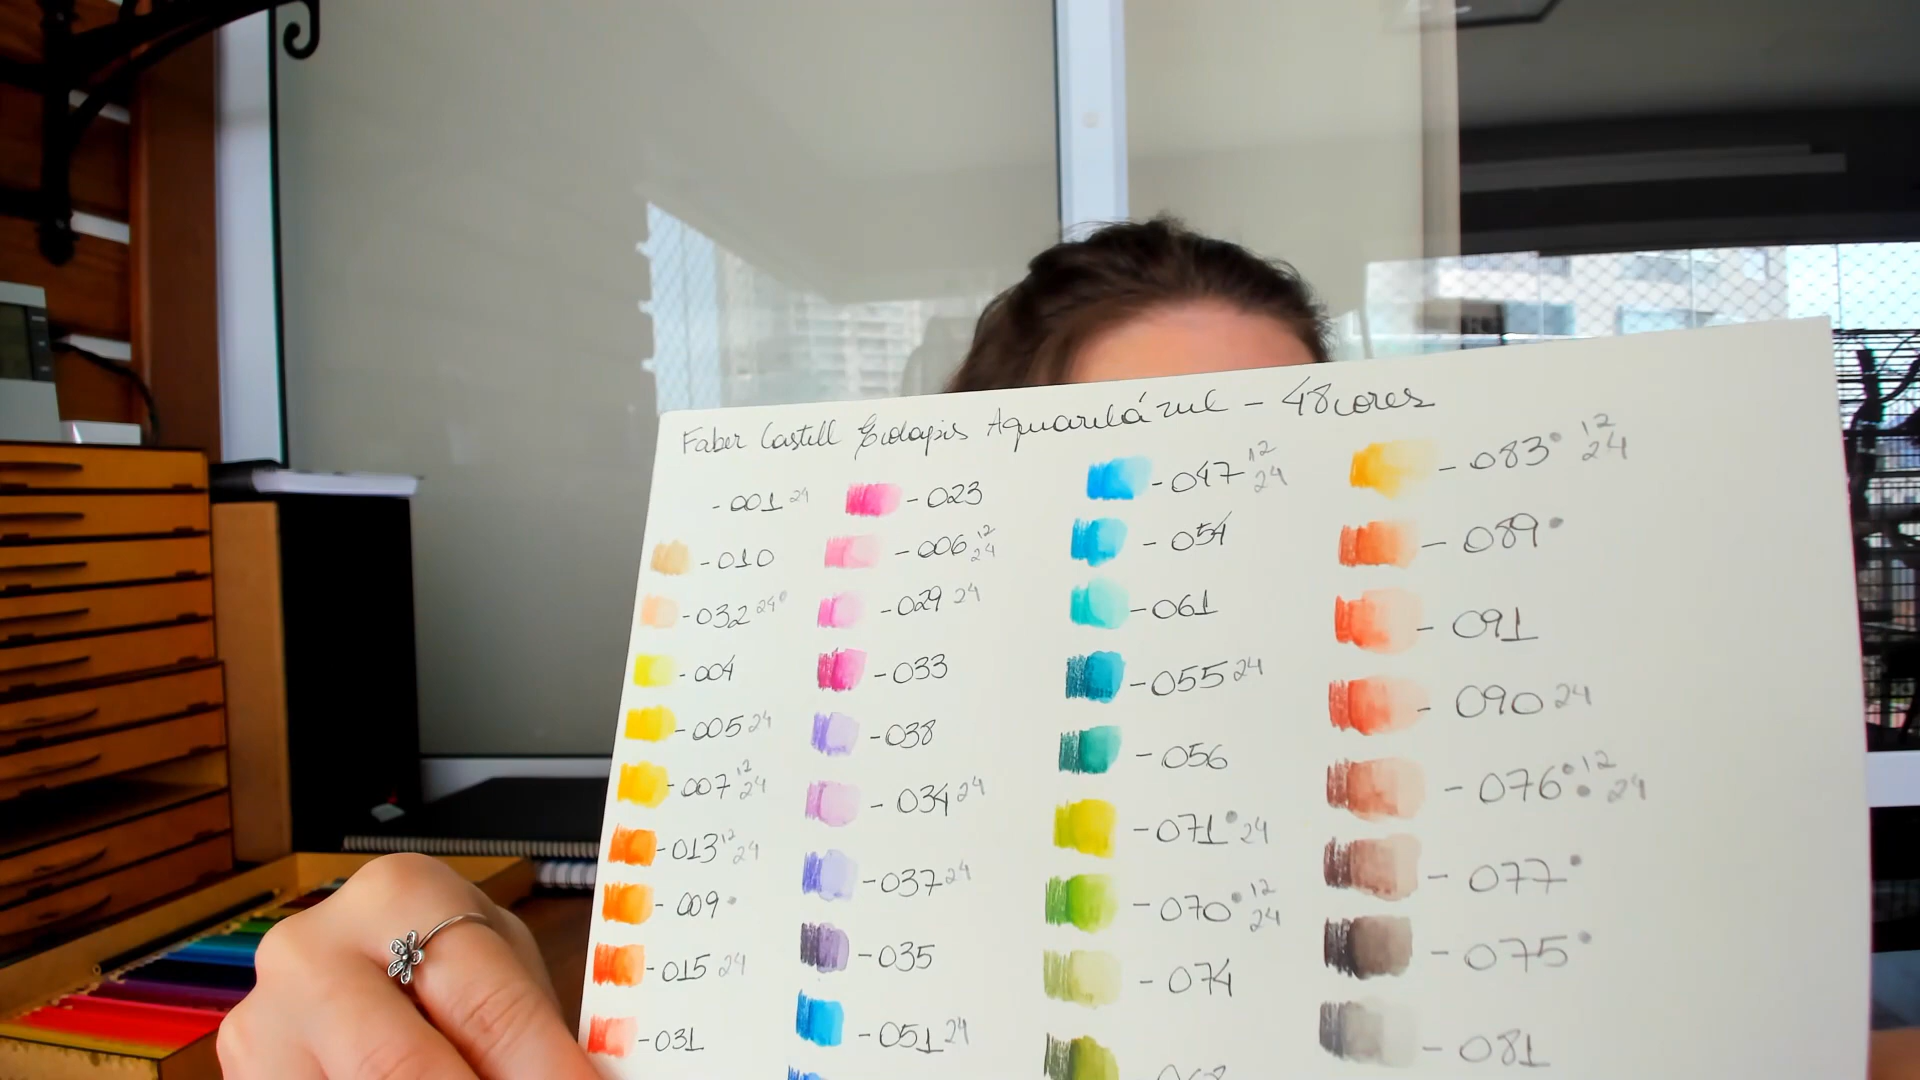 Faber Castell Ecolapis Aquarelázul - 48 cores
- 001 24
- 010
- 032 24
- 004
- 005 24
- 007 12 24
- 013 12 24
- 009
- 015 24
- 031
- 023
- 006 12 24
- 029 24
- 033
- 038
- 034 24
- 037 24
- 035
- 051 24
- 047 12 24
- 054
- 061
- 055 24
- 056
- 071 24
- 070 12 24
- 074
- 083 12 24
- 089
- 091
- 090 24
- 076 12 24
- 077
- 075
- 081